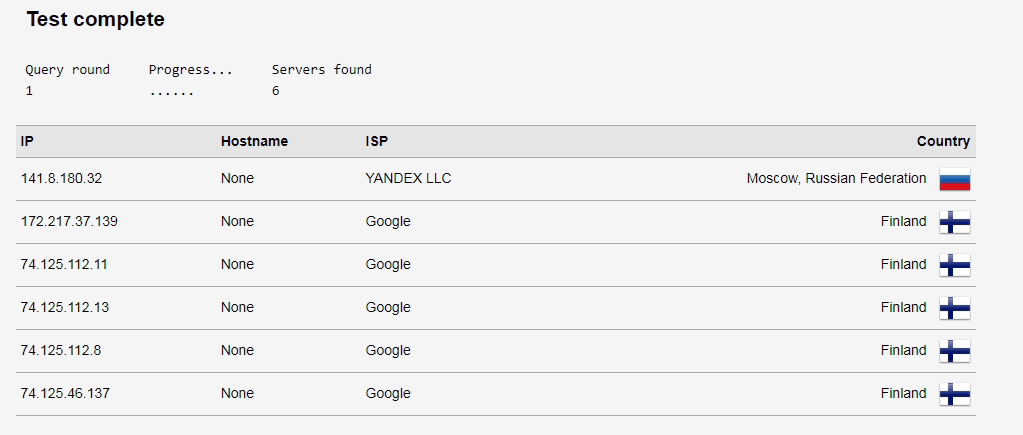 Test complete
Query round Progress... Servers found
1 ...... 6
IP Hostname ISP Country
141.8.180.32 None YANDEX LLC Moscow, Russian Federation
172.217.37.139 None Google Finland
74.125.112.11 None Google Finland
74.125.112.13 None Google Finland
74.125.112.8 None Google Finland
74.125.46.137 None Google Finland